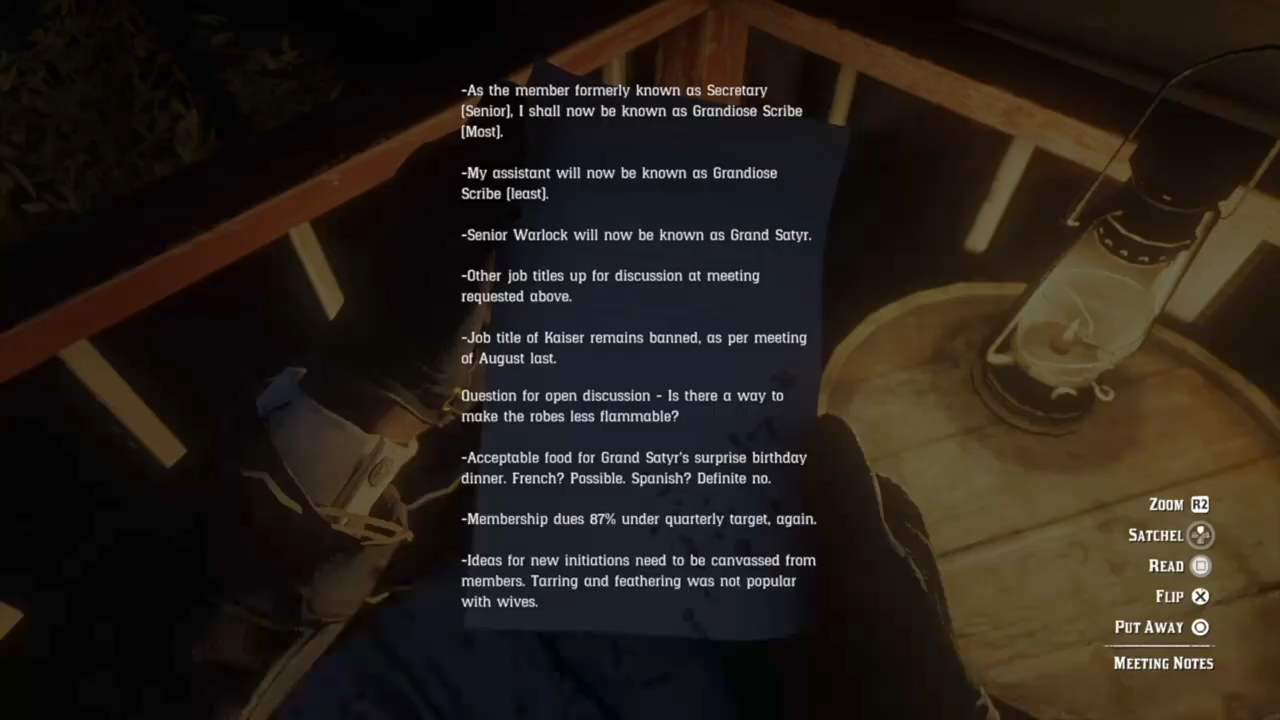 -As the member formerly known as Secretary
(Senior), I shall now be known as Grandiose Scribe
(Most).
-My assistant will now be known as Grandiose
Scribe (least).
-Senior Warlock will now be known as Grand Satyr.
-Other job titles up for discussion at meeting
requested above.
-Job title of Kaiser remains banned, as per meeting
of August last.
Question for open discussion - Is there a way to
make the robes less flammable?
-Acceptable food for Grand Satyr's surprise birthday
dinner. French? Possible. Spanish? Definite no.
-Membership dues 87% under quarterly target, again.
-Ideas for new initiations need to be canvassed from
members. Tarring and feathering was not popular
with wives.
ZOOM R2
SATCHEL
READ
FLIP
PUT AWAY
MEETING NOTES